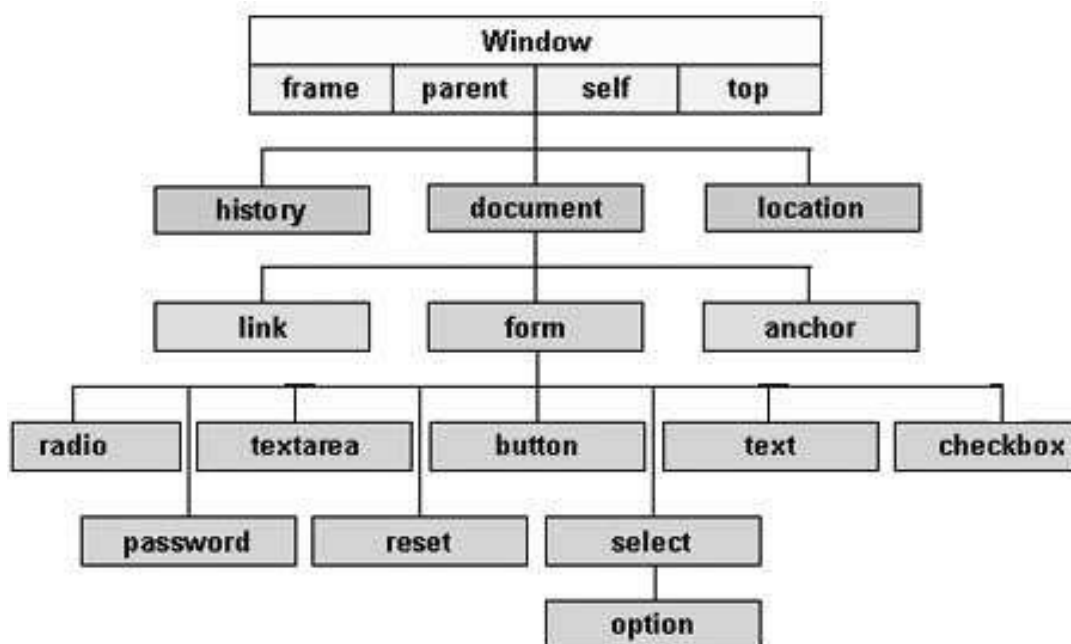 Window
frame parent self top
history document location
link form anchor
radio textarea button text checkbox
password reset select
option